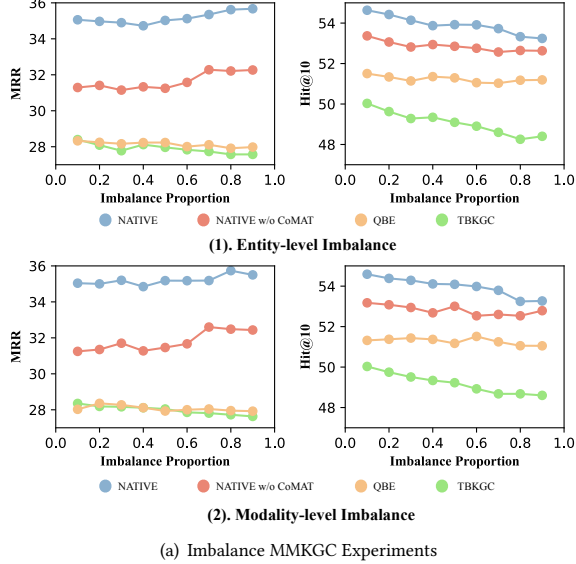 36
34
32
30
28
MRR
0.0 0.2 0.4 0.6 0.8 1.0
Imbalance Proportion
54
52
50
48
Hit@10
0.0 0.2 0.4 0.6 0.8 1.0
Imbalance Proportion
NATIVE NATIVE w/o CoMAT QBE TBKGC
(1). Entity-level Imbalance
36
34
32
30
28
MRR
0.0 0.2 0.4 0.6 0.8 1.0
Imbalance Proportion
54
52
50
48
Hit@10
0.0 0.2 0.4 0.6 0.8 1.0
Imbalance Proportion
NATIVE NATIVE w/o CoMAT QBE TBKGC
(2). Modality-level Imbalance
(a) Imbalance MMKGC Experiments